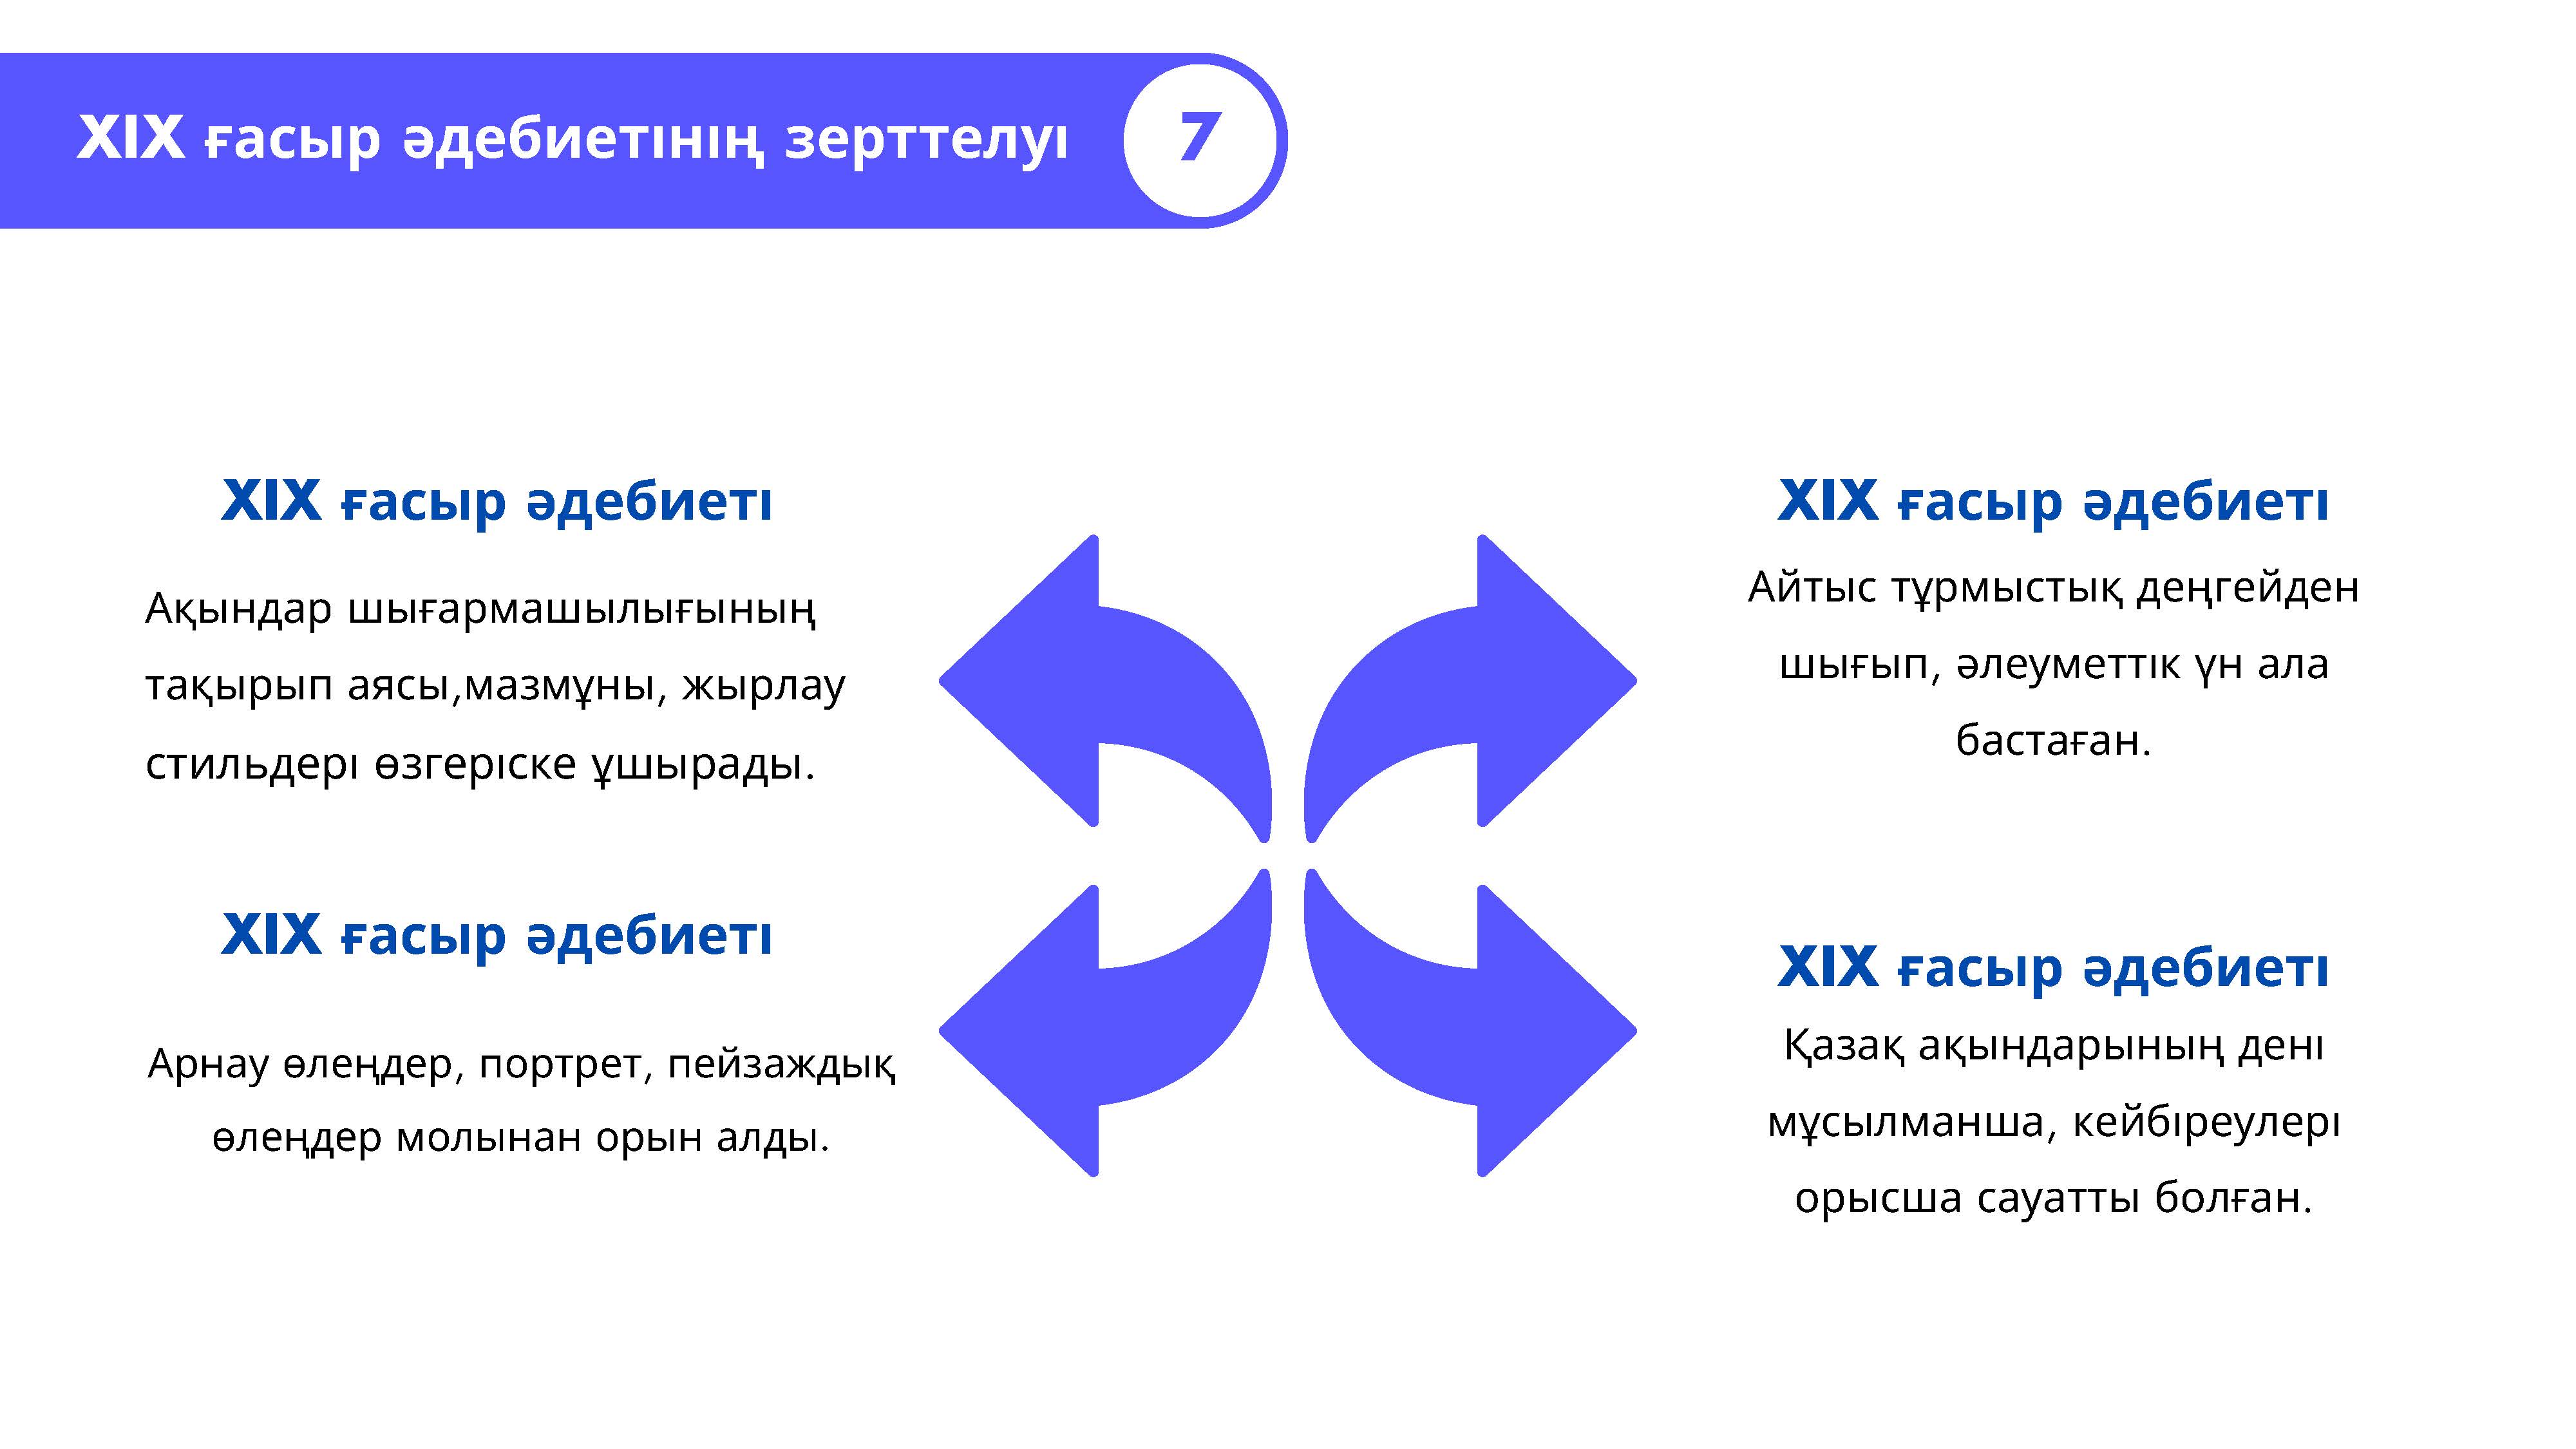 XIX ғасыр әдебиетінің зерттелуі
7
XIX ғасыр әдебиеті
Ақындар шығармашылығының
тақырып аясы,мазмұны, жырлау
стильдері өзгеріске ұшырады.
XIX ғасыр әдебиеті
Айтыс тұрмыстық деңгейден
шығып, әлеуметтік үн ала
бастаған.
XIX ғасыр әдебиеті
Арнау өлеңдер, портрет, пейзаждық
өлеңдер молынан орын алды.
XIX ғасыр әдебиеті
Қазақ ақындарының дені
мұсылманша, кейбіреулері
орысша сауатты болған.